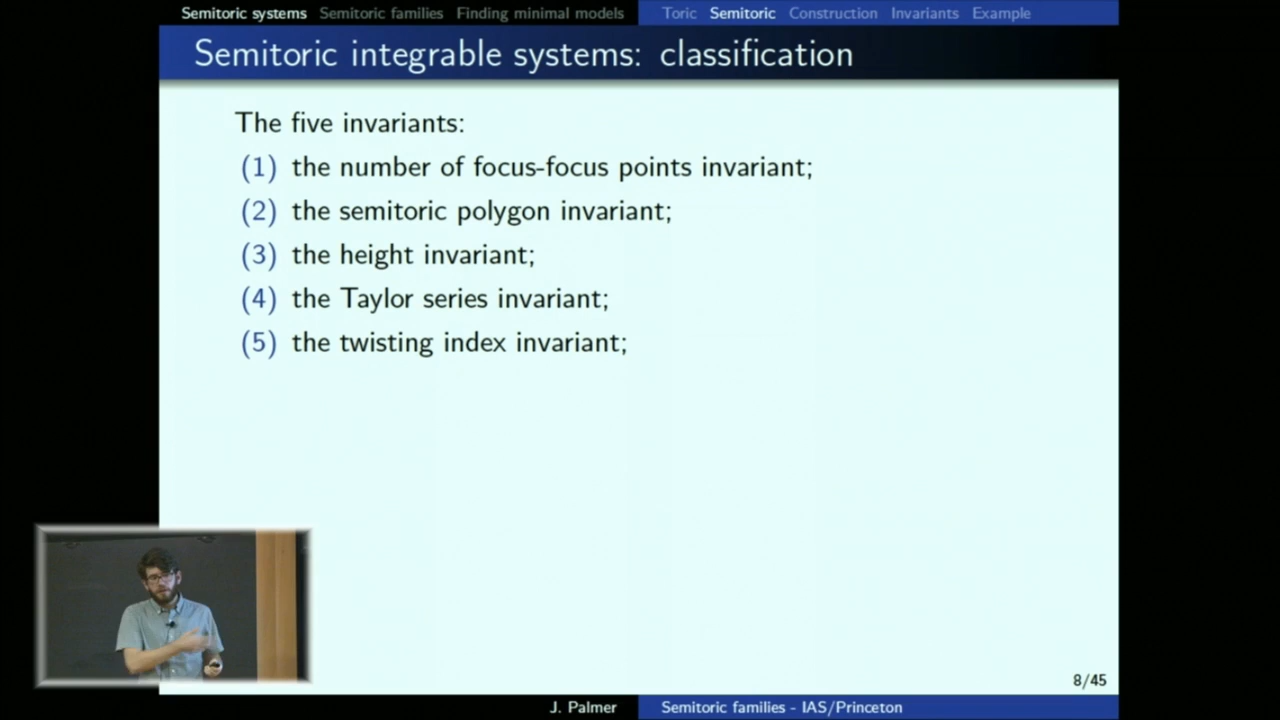 Semitoric systems Semitoric families Finding minimal models Toric Semitoric Construction Invariants Example
Semitoric integrable systems: classification
The five invariants:
(1) the number of focus-focus points invariant;
(2) the semitoric polygon invariant;
(3) the height invariant;
(4) the Taylor series invariant;
(5) the twisting index invariant;
8/45
J. Palmer Semitoric families - IAS/Princeton